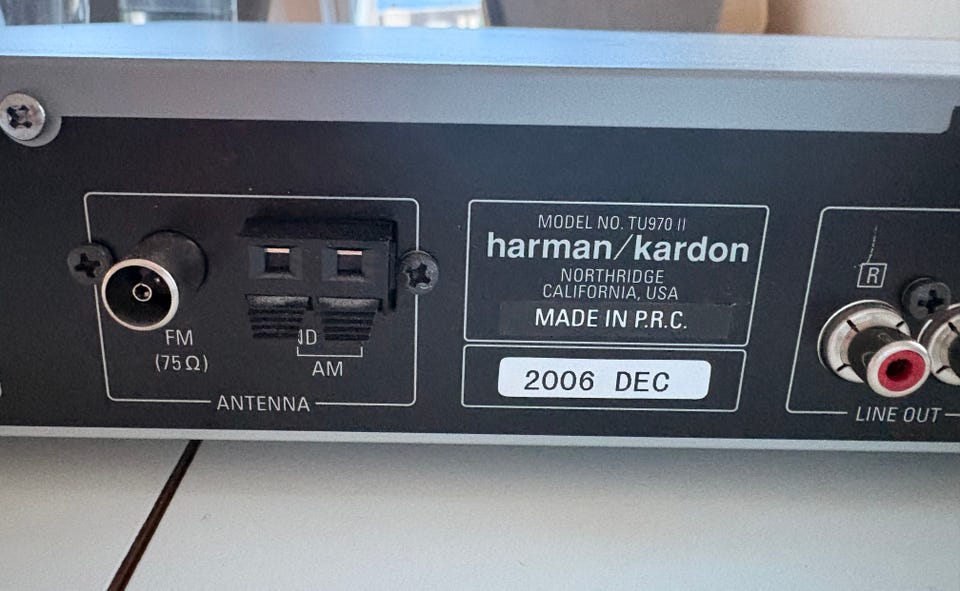 FM
(75Ω)
AM
ANTENNA
MODEL NO. TU970 II
harman/kardon
NORTHRIDGE
CALIFORNIA, USA
MADE IN P.R.C.
2006 DEC
R
LINE OUT